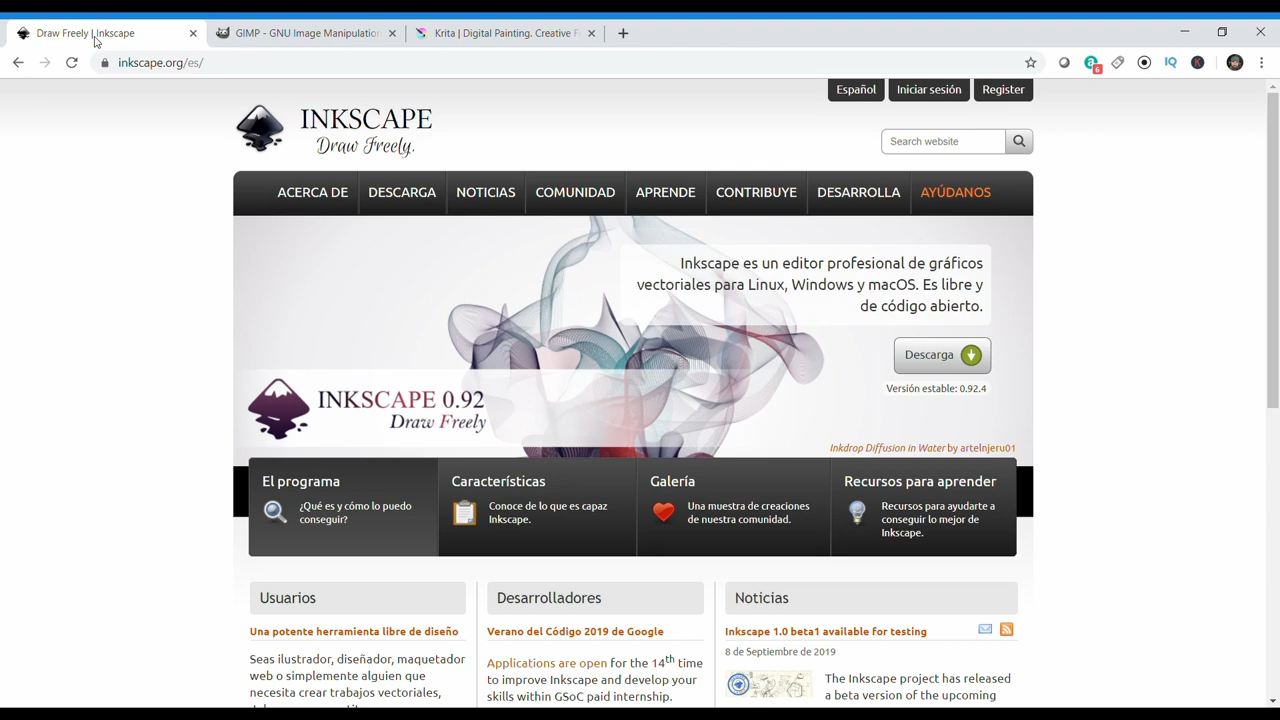 Draw Freely | Inkscape
GIMP - GNU Image Manipulation
Krita | Digital Painting. Creative F
inkscape.org/es/
6
IQ
K
Español
Iniciar sesión
Register
INKSCAPE
Draw Freely.
Search website
ACERCA DE
DESCARGA
NOTICIAS
COMUNIDAD
APRENDE
CONTRIBUYE
DESARROLLA
AYÚDANOS
Inkscape es un editor profesional de gráficos
vectoriales para Linux, Windows y macOS. Es libre y
de código abierto.
Descarga
Versión estable: 0.92.4
INKSCAPE 0.92
Draw Freely
Inkdrop Diffusion in Water by artelnjeru01
El programa
¿Qué es y cómo lo puedo
conseguir?
Características
Conoce de lo que es capaz
Inkscape.
Galería
Una muestra de creaciones
de nuestra comunidad.
Recursos para aprender
Recursos para ayudarte a
conseguir lo mejor de
Inkscape.
Usuarios
Una potente herramienta libre de diseño
Seas ilustrador, diseñador, maquetador
web o simplemente alguien que
necesita crear trabajos vectoriales,
Desarrolladores
Verano del Código 2019 de Google
Applications are open for the 14th time
to improve Inkscape and develop your
skills within GSoC paid internship.
Noticias
Inkscape 1.0 beta1 available for testing
8 de Septiembre de 2019
The Inkscape project has released
a beta version of the upcoming